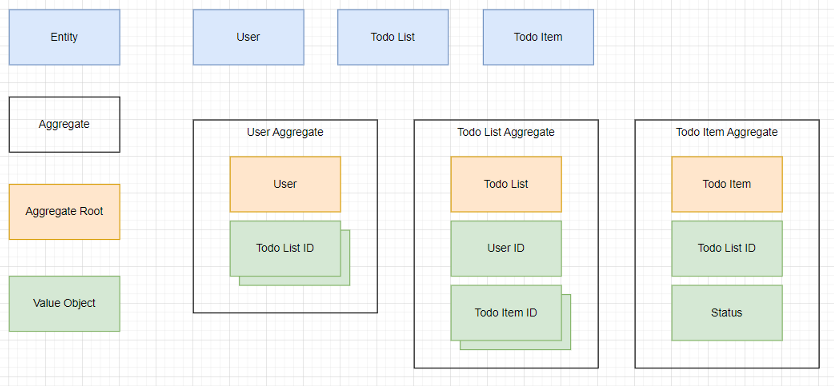 Entity
User
Todo List
Todo Item
Aggregate
User Aggregate
Todo List Aggregate
Todo Item Aggregate
User
Todo List
Todo Item
Aggregate Root
Todo List ID
User ID
Todo List ID
Value Object
Todo Item ID
Status